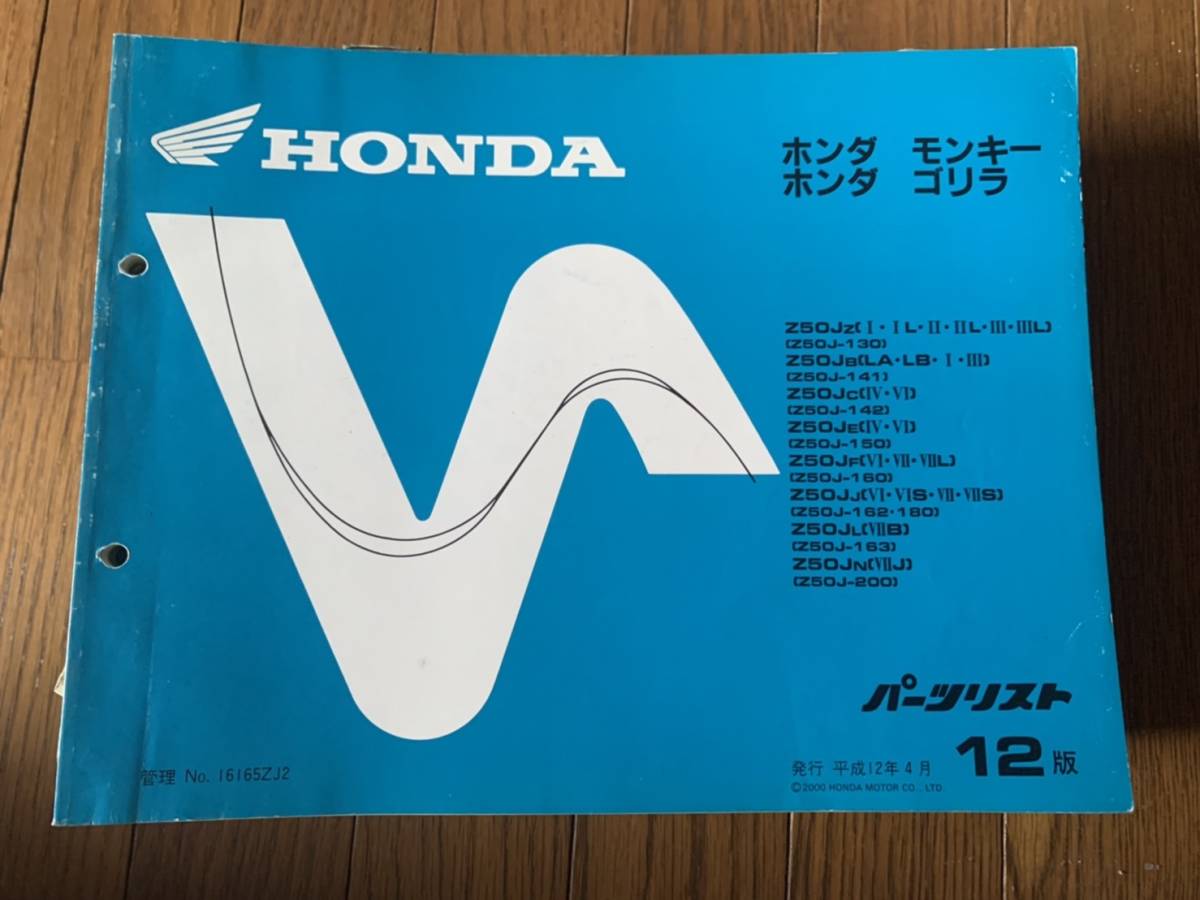 HONDA
ホンダ モンキー
ホンダ ゴリラ
Z50JZ(Ⅰ・ⅠL・Ⅱ・ⅡL・Ⅲ・ⅢL)
(Z50J-130)
Z50JB(LA・LB・Ⅰ・Ⅲ)
(Z50J-141)
Z50JC(Ⅳ・Ⅵ)
(Z50J-142)
Z50JE(Ⅳ・Ⅵ)
(Z50J-150)
Z50JF(Ⅵ・Ⅶ・ⅦL)
(Z50J-160)
Z50JJ(Ⅵ・ⅥS・Ⅶ・ⅦS)
(Z50J-162・180)
Z50JL(ⅦB)
(Z50J-163)
Z50JN(ⅦJ)
(Z50J-200)
パーツリスト
12版
管理 No. 16165ZJ2
発行 平成12年4月
©2000 HONDA MOTOR CO., LTD.